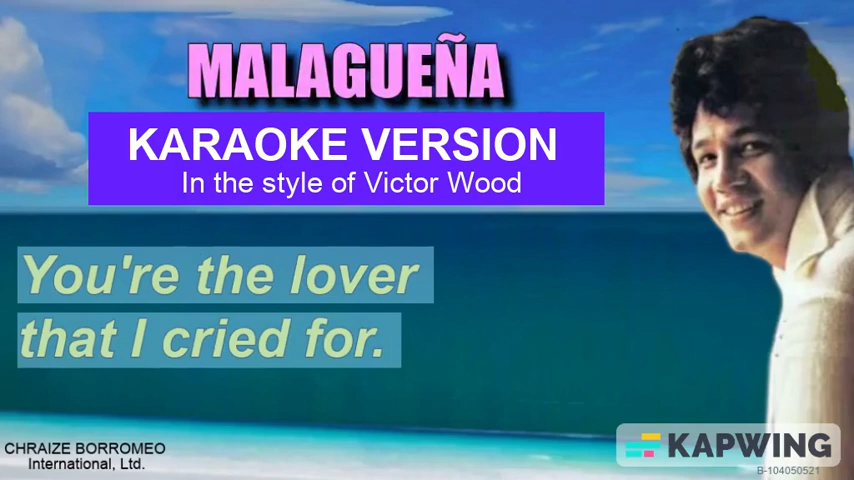 MALAGUEÑA
KARAOKE VERSION
In the style of Victor Wood
You're the lover
that I cried for.
CHRAIZE BORROMEO
International, Ltd.
KAPWING
B-104050521